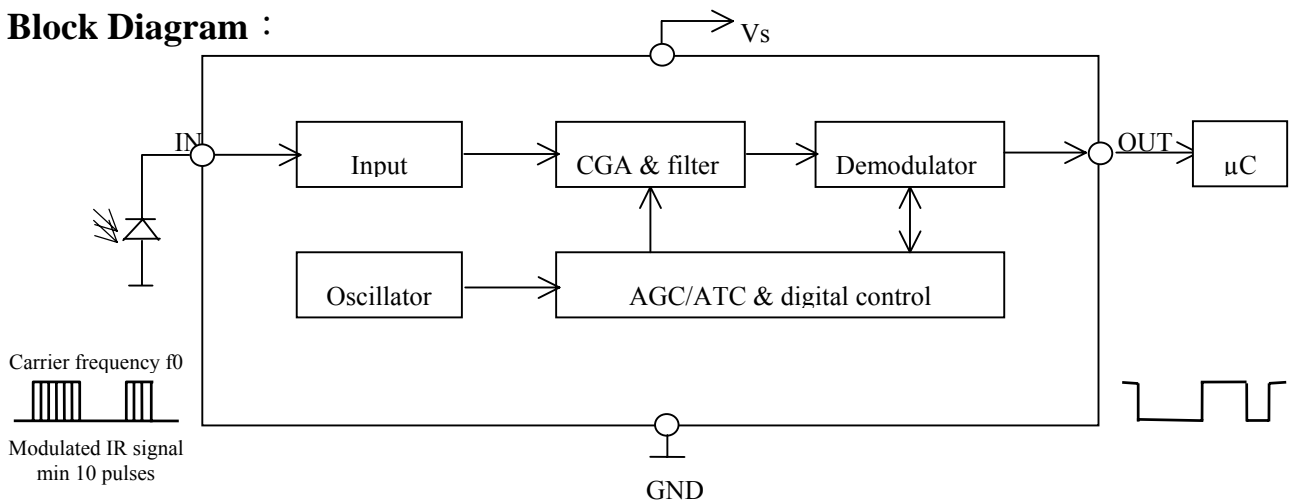 Block Diagram：
Vs
IN
Input
CGA & filter
Demodulator
OUT
µC
Oscillator
AGC/ATC & digital control
Carrier frequency f0
Modulated IR signal
min 10 pulses
GND